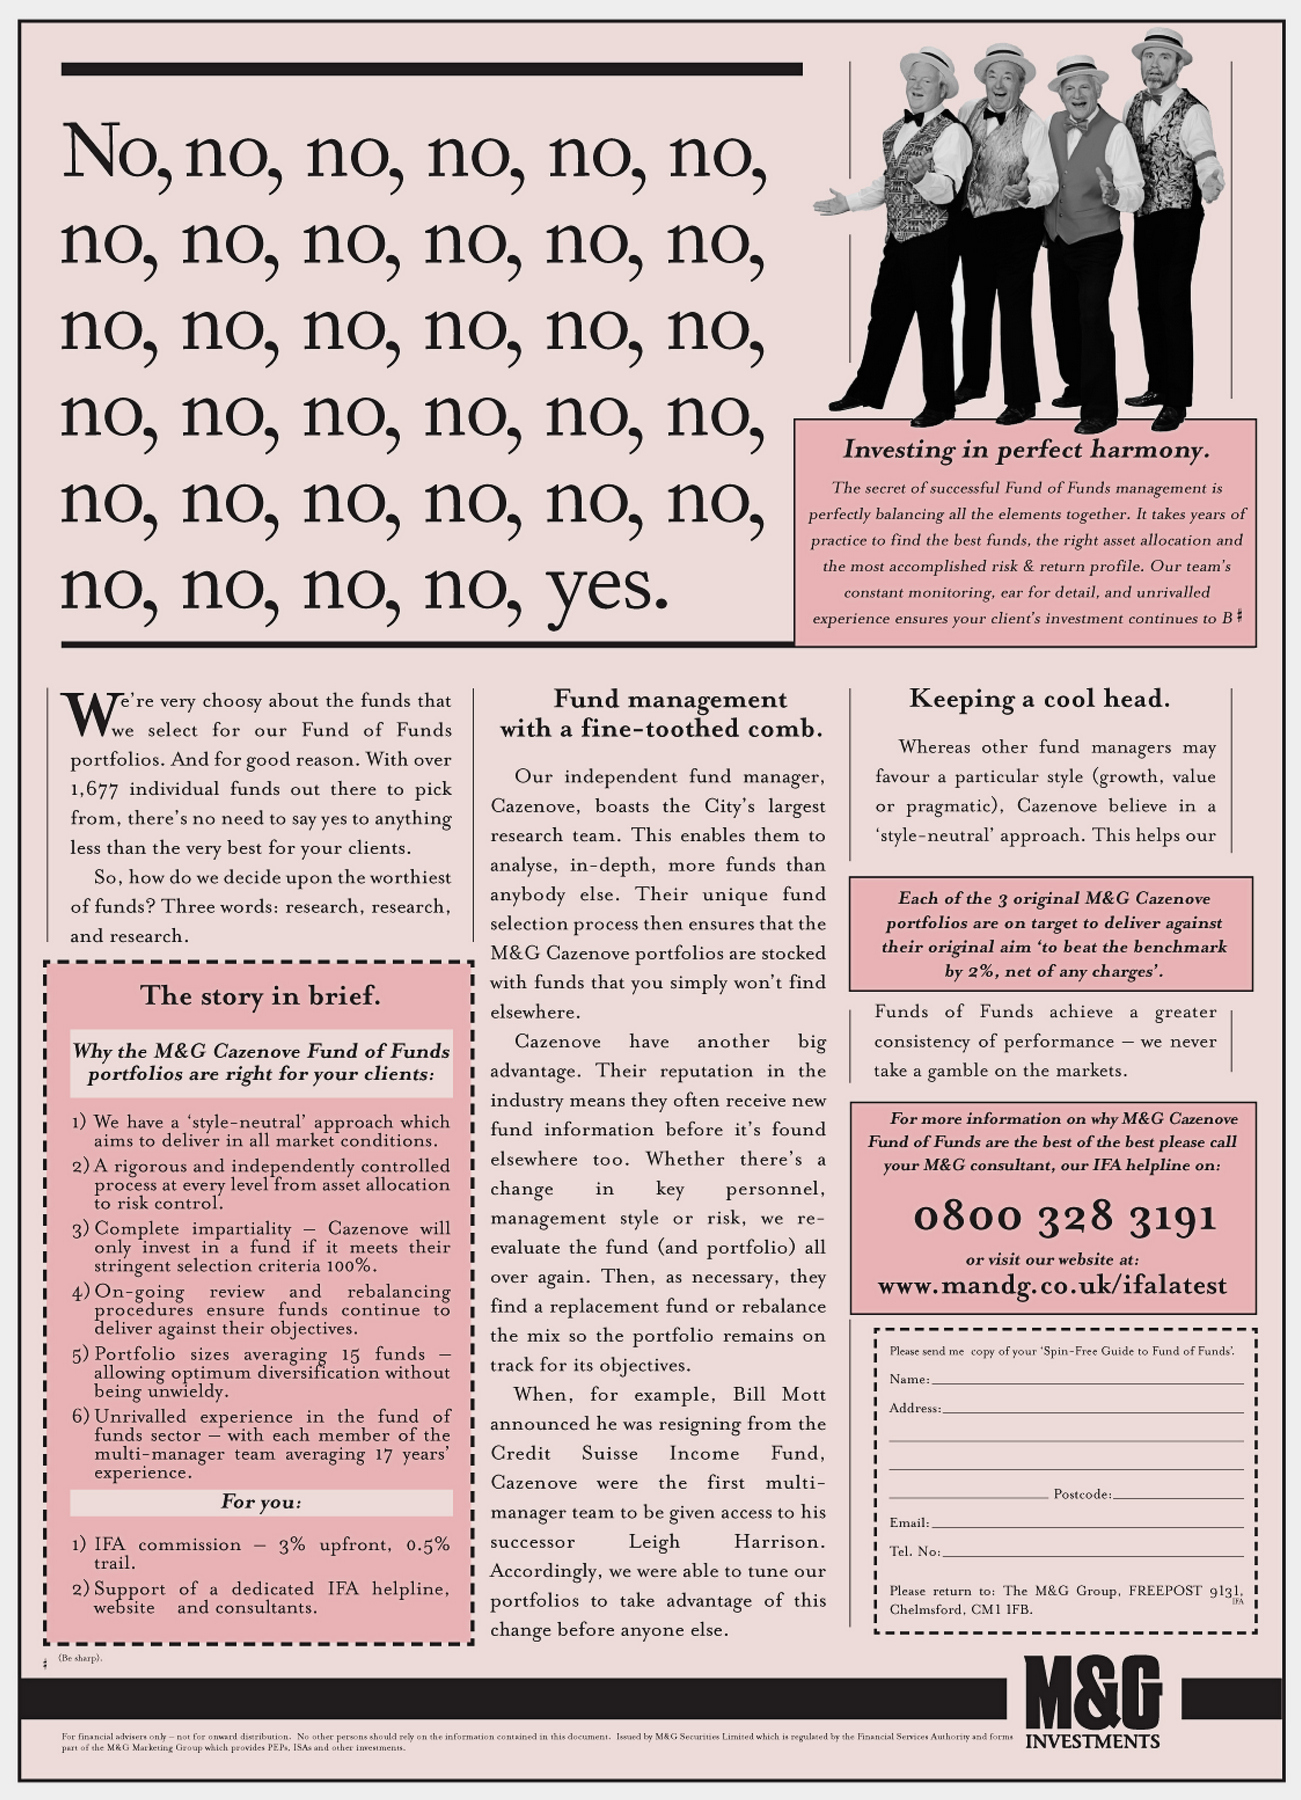 No, no, no, no, no, no,
no, no, no, no, no, no,
no, no, no, no, no, no,
no, no, no, no, no, no,
no, no, no, no, no, no,
no, no, no, no, yes.
Investing in perfect harmony.
The secret of successful Fund of Funds management is
perfectly balancing all the elements together. It takes years of
practice to find the best funds, the right asset allocation and
the most accomplished risk & return profile. Our team's
constant monitoring, ear for detail, and unrivalled
experience ensures your client's investment continues to B♯
We're very choosy about the funds that
we select for our Fund of Funds
portfolios. And for good reason. With over
1,677 individual funds out there to pick
from, there's no need to say yes to anything
less than the very best for your clients.
So, how do we decide upon the worthiest
of funds? Three words: research, research,
and research.
The story in brief.
Why the M&G Cazenove Fund of Funds
portfolios are right for your clients:
1) We have a 'style-neutral' approach which
aims to deliver in all market conditions.
2) A rigorous and independently controlled
process at every level from asset allocation
to risk control.
3) Complete impartiality – Cazenove will
only invest in a fund if it meets their
stringent selection criteria 100%.
4) On-going review and rebalancing
procedures ensure funds continue to
deliver against their objectives.
5) Portfolio sizes averaging 15 funds –
allowing optimum diversification without
being unwieldy.
6) Unrivalled experience in the fund of
funds sector – with each member of the
multi-manager team averaging 17 years'
experience.
For you:
1) IFA commission – 3% upfront, 0.5%
trail.
2) Support of a dedicated IFA helpline,
website and consultants.
♯ (Be sharp).
Fund management
with a fine-toothed comb.
Our independent fund manager,
Cazenove, boasts the City's largest
research team. This enables them to
analyse, in-depth, more funds than
anybody else. Their unique fund
selection process then ensures that the
M&G Cazenove portfolios are stocked
with funds that you simply won't find
elsewhere.
Cazenove have another big
advantage. Their reputation in the
industry means they often receive new
fund information before it's found
elsewhere too. Whether there's a
change in key personnel,
management style or risk, we re-
evaluate the fund (and portfolio) all
over again. Then, as necessary, they
find a replacement fund or rebalance
the mix so the portfolio remains on
track for its objectives.
When, for example, Bill Mott
announced he was resigning from the
Credit Suisse Income Fund,
Cazenove were the first multi-
manager team to be given access to his
successor Leigh Harrison.
Accordingly, we were able to tune our
portfolios to take advantage of this
change before anyone else.
Keeping a cool head.
Whereas other fund managers may
favour a particular style (growth, value
or pragmatic), Cazenove believe in a
'style-neutral' approach. This helps our
Each of the 3 original M&G Cazenove
portfolios are on target to deliver against
their original aim 'to beat the benchmark
by 2%, net of any charges'.
Funds of Funds achieve a greater
consistency of performance – we never
take a gamble on the markets.
For more information on why M&G Cazenove
Fund of Funds are the best of the best please call
your M&G consultant, our IFA helpline on:
0800 328 3191
or visit our website at:
www.mandg.co.uk/ifalatest
Please send me copy of your 'Spin-Free Guide to Fund of Funds'.
Name:
Address:
Postcode:
Email:
Tel. No:
Please return to: The M&G Group, FREEPOST 9131,
Chelmsford, CM1 1FB.
IFA
M&G
INVESTMENTS
For financial advisers only – not for onward distribution. No other persons should rely on the information contained in this document. Issued by M&G Securities Limited which is regulated by the Financial Services Authority and forms
part of the M&G Marketing Group which provides PEPs, ISAs and other investments.